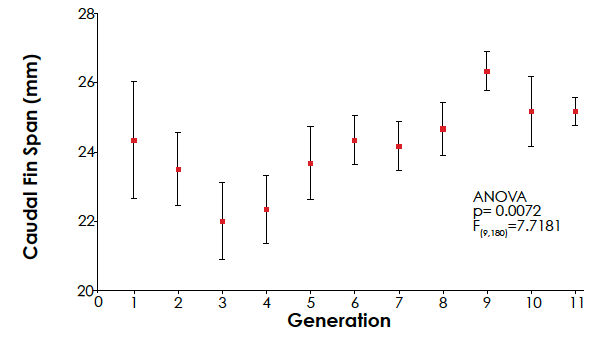 28
26
24
22
20
Caudal Fin Span (mm)
ANOVA
p= 0.0072
F(9,180)=7.7181
0 1 2 3 4 5 6 7 8 9 10 11
Generation